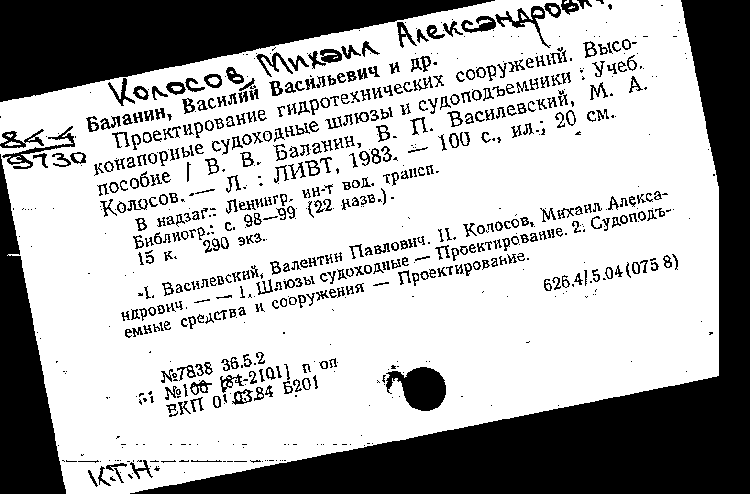 Колосов, Михаил Александрович,
84-4
9730
Баланин, Василий Васильевич и др.
Проектирование гидротехнических сооружений. Высо-
конапорные судоходные шлюзы и судоподъемники : Учеб.
пособие / В. В. Баланин, В. П. Василевский, М. А.
Колосов. — Л. : ЛИВТ, 1983. — 100 с., ил.; 20 см.
В надзаг.: Ленингр. ин-т вод. трансп.
Библиогр.: с. 98—99 (22 назв.).
15 к. 290 экз.
-I. Василевский, Валентин Павлович. II. Колосов, Михаил Алекса-
ндрович. — — 1. Шлюзы судоходные — Проектирование. 2. Судоподъ-
емные средства и сооружения — Проектирование.
626.4/.5.04(075 8)
№7838 36.5.2
51 №100 [84-2101] п оп
ЕКП 01.03.84 Б201
К.Т.Н.